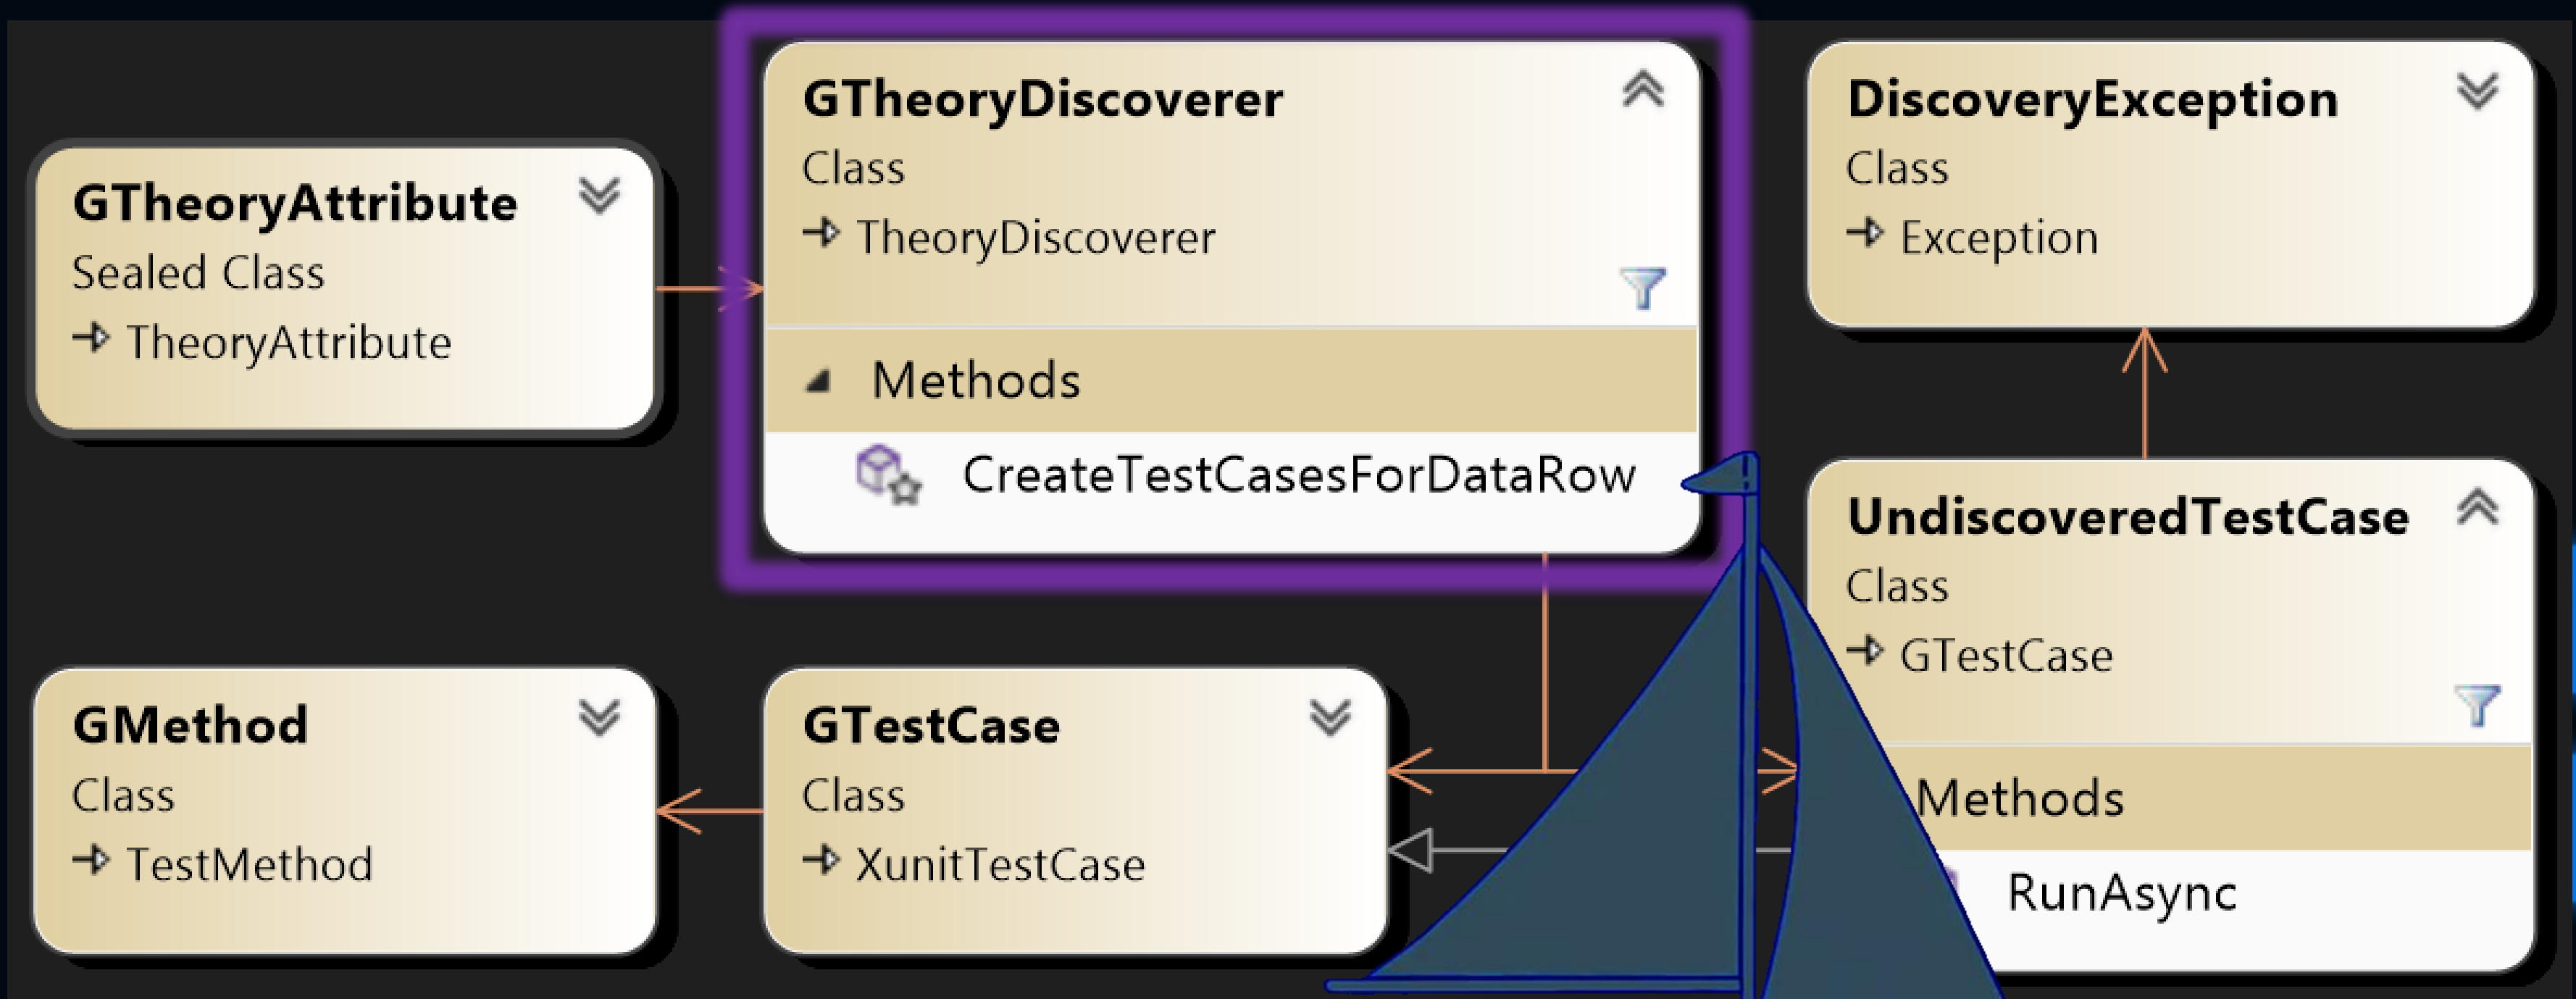 GTheoryAttribute
Sealed Class
TheoryAttribute
GTheoryDiscoverer
Class
TheoryDiscoverer
Methods
CreateTestCasesForDataRow
DiscoveryException
Class
Exception
GMethod
Class
TestMethod
GTestCase
Class
XunitTestCase
UndiscoveredTestCase
Class
GTestCase
Methods
RunAsync